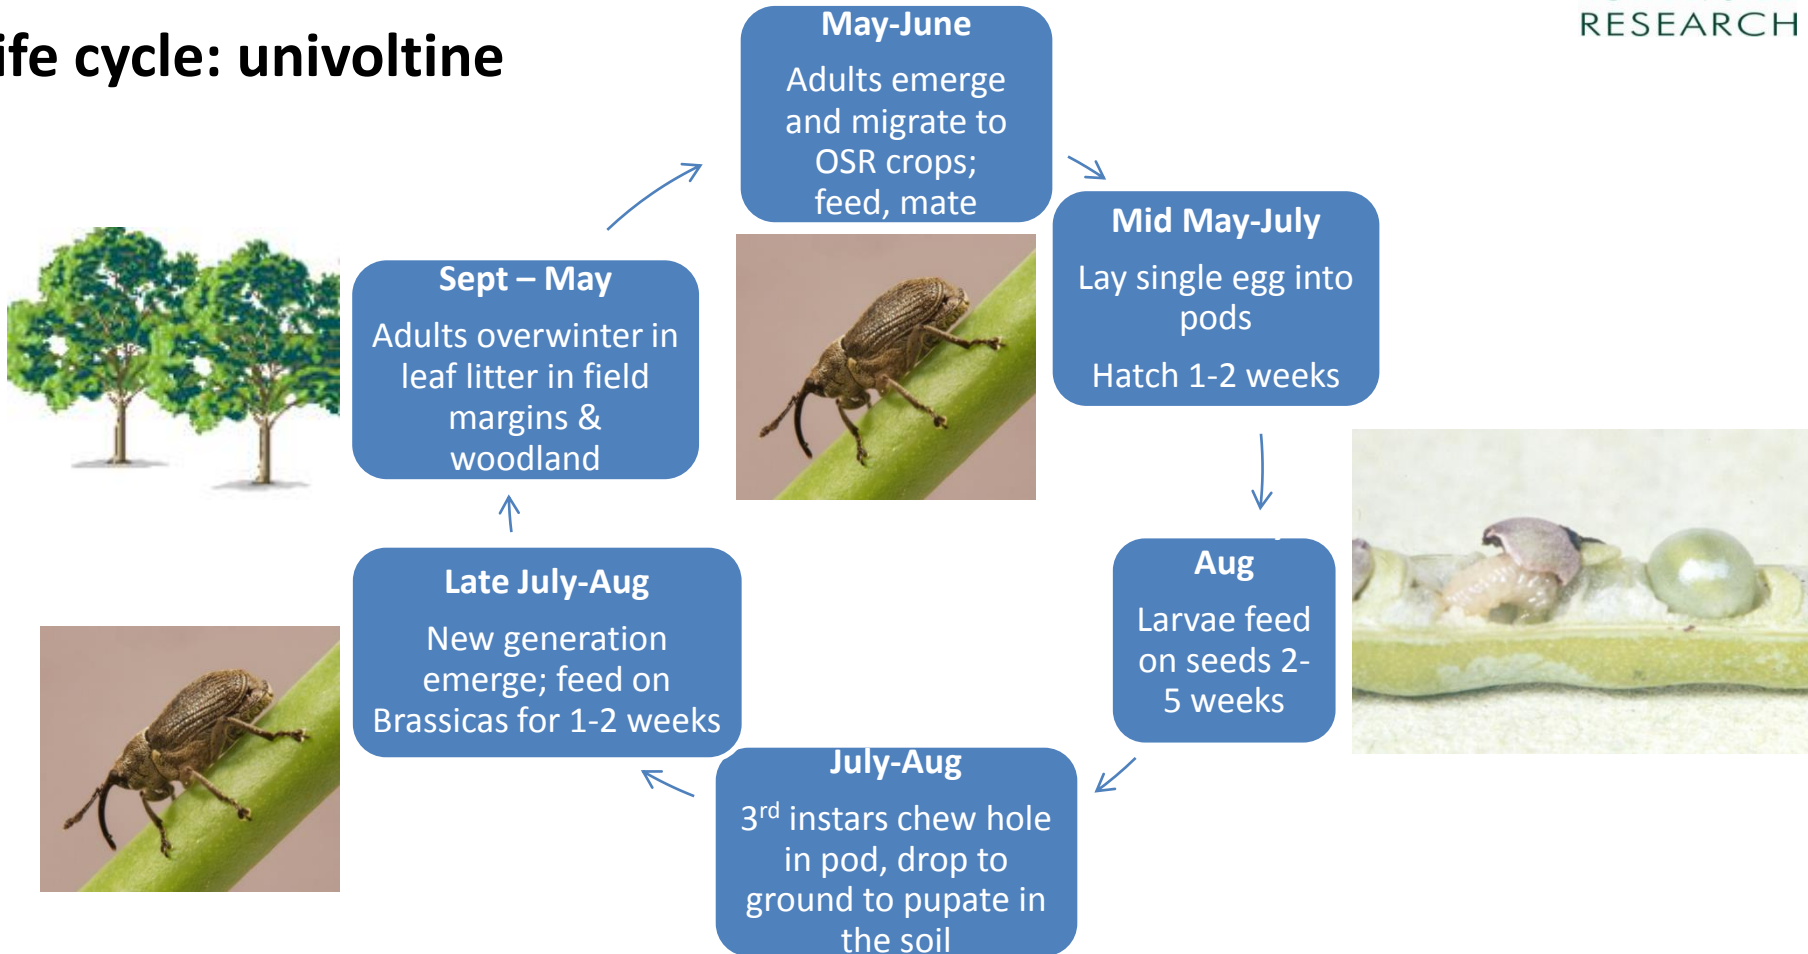 ife cycle: univoltine
RESEARCH
May-June
Adults emerge
and migrate to
OSR crops;
feed, mate
Mid May-July
Lay single egg into
pods
Hatch 1-2 weeks
Aug
Larvae feed
on seeds 2-
5 weeks
July-Aug
3rd instars chew hole
in pod, drop to
ground to pupate in
the soil
Late July-Aug
New generation
emerge; feed on
Brassicas for 1-2 weeks
Sept – May
Adults overwinter in
leaf litter in field
margins &
woodland